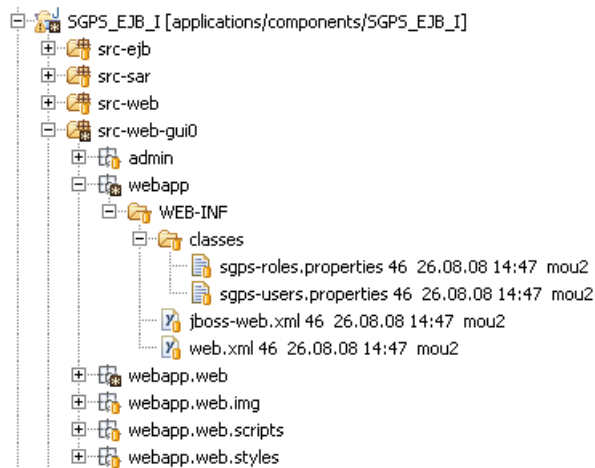 SGPS_EJB_I [applications/components/SGPS_EJB_I]
src-ejb
src-sar
src-web
src-web-gui0
admin
webapp
WEB-INF
classes
sgps-roles.properties 46 26.08.08 14:47 mou2
sgps-users.properties 46 26.08.08 14:47 mou2
jboss-web.xml 46 26.08.08 14:47 mou2
web.xml 46 26.08.08 14:47 mou2
webapp.web
webapp.web.img
webapp.web.scripts
webapp.web.styles